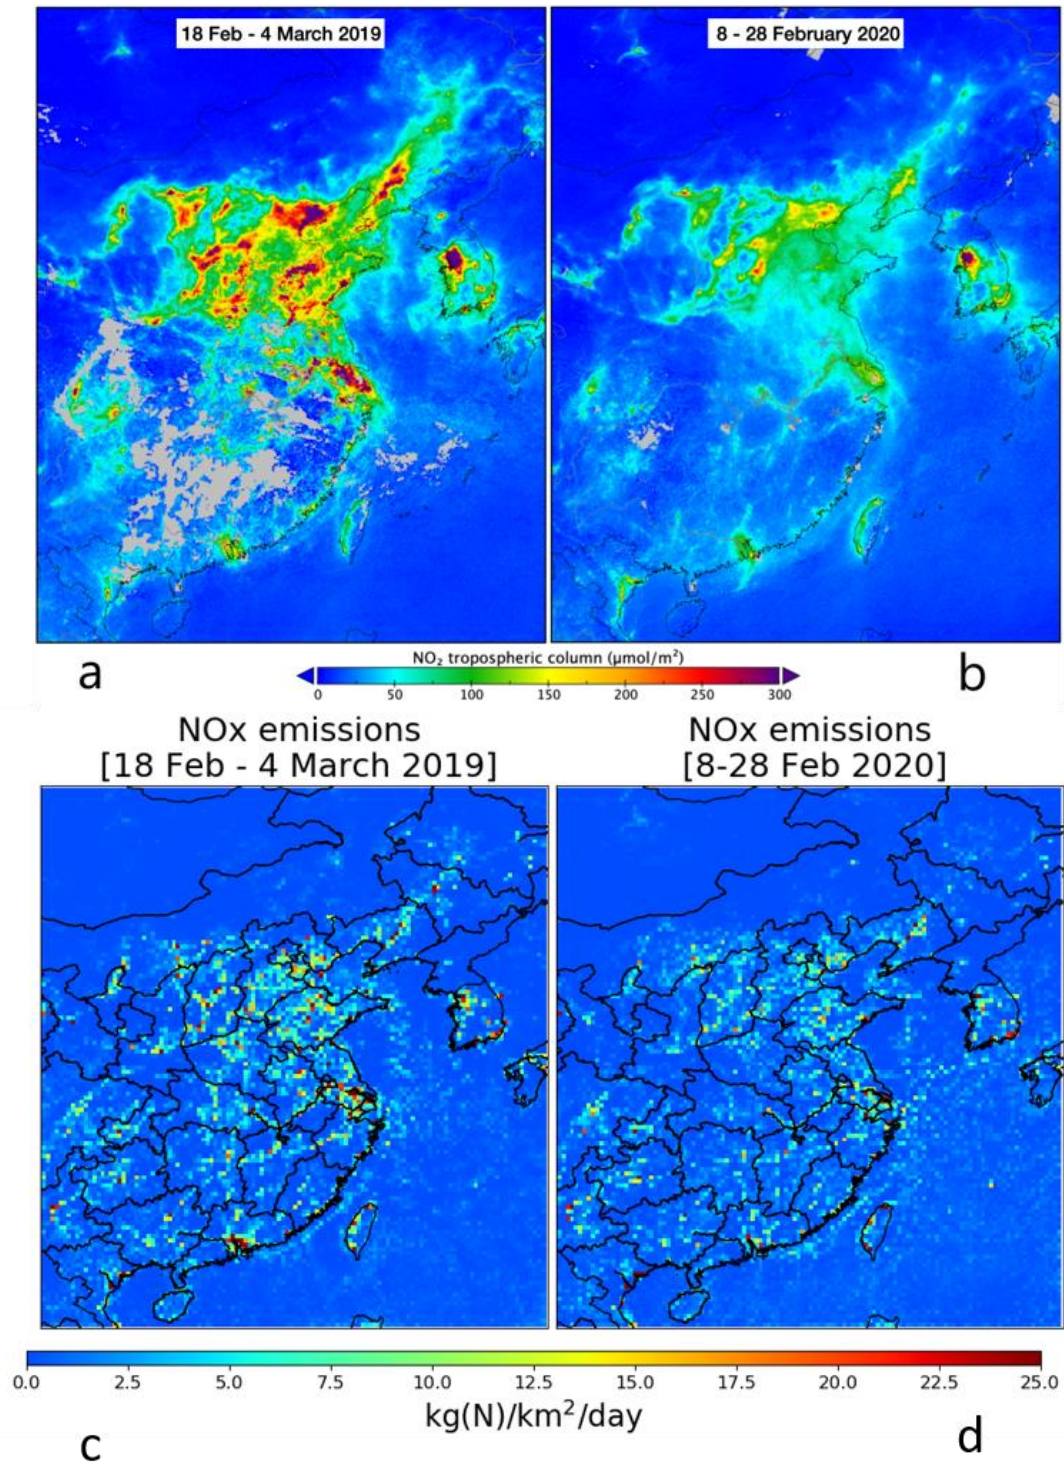 18 Feb - 4 March 2019
8 - 28 February 2020
NO₂ tropospheric column (µmol/m²)
0 50 100 150 200 250 300
a
b
NOx emissions
[18 Feb - 4 March 2019]
NOx emissions
[8-28 Feb 2020]
0.0 2.5 5.0 7.5 10.0 12.5 15.0 17.5 20.0 22.5 25.0
kg(N)/km²/day
c
d